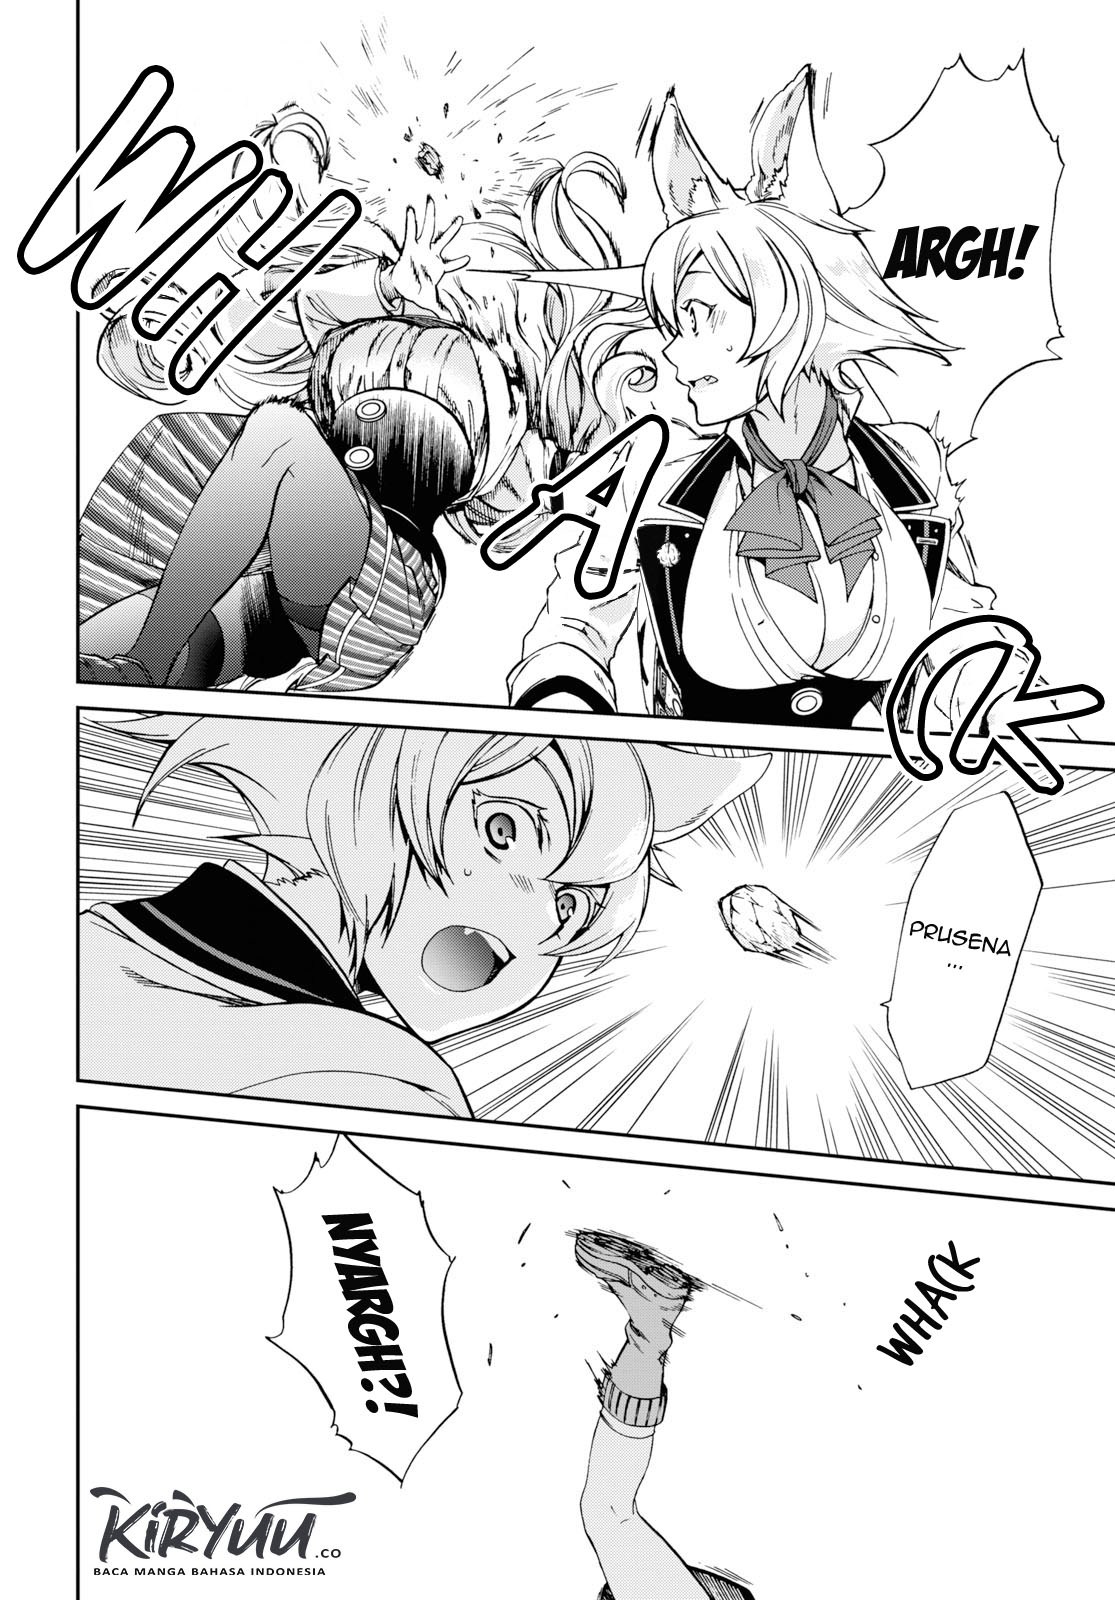 WHACK
ARGH!
PRUSENA
...
WHACK
NYARGH?!
KIRYUU.CO
BACA MANGA BAHASA INDONESIA